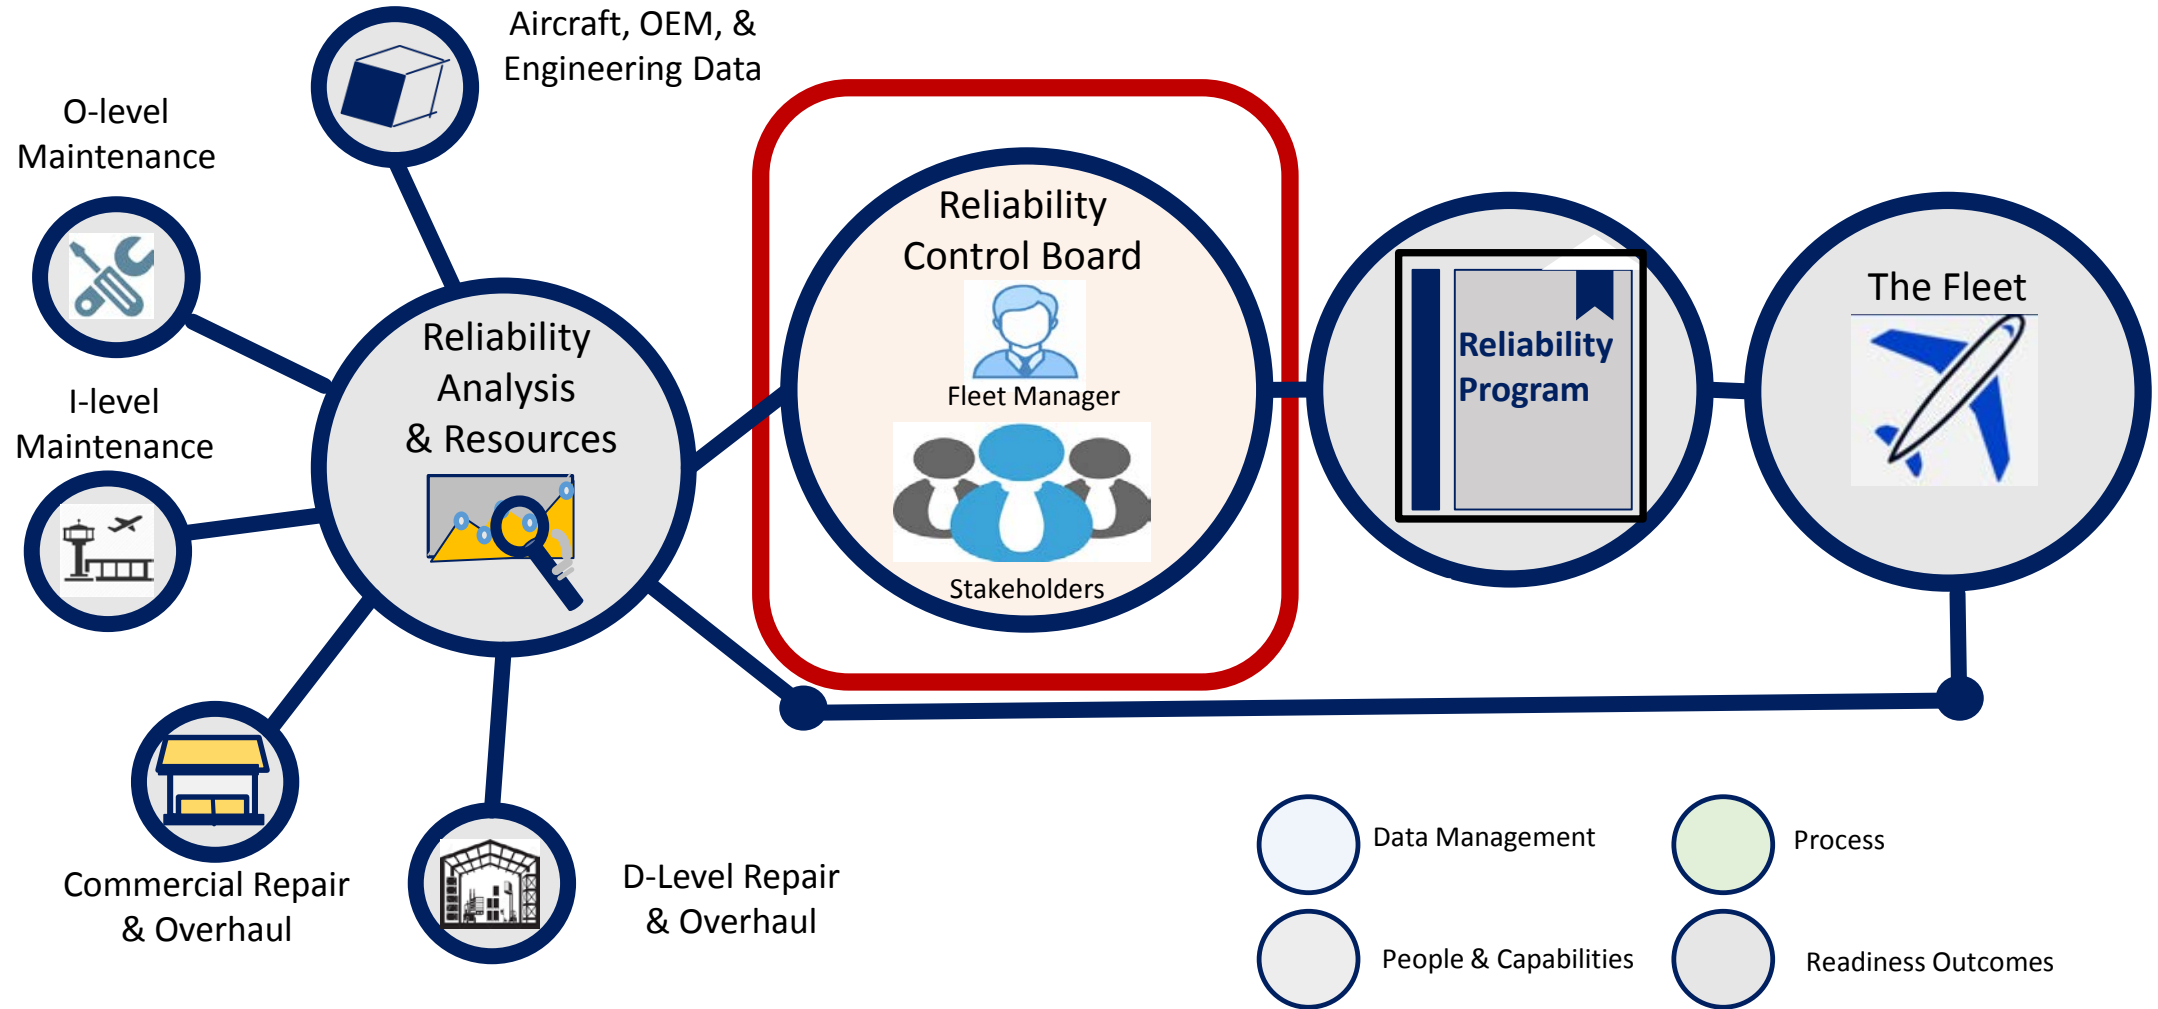 Aircraft, OEM, &
Engineering Data
O-level
Maintenance
I-level
Maintenance
Reliability
Analysis
& Resources
Commercial Repair
& Overhaul
D-Level Repair
& Overhaul
Reliability
Control Board
Fleet Manager
Stakeholders
Reliability
Program
The Fleet
Data Management
Process
People & Capabilities
Readiness Outcomes